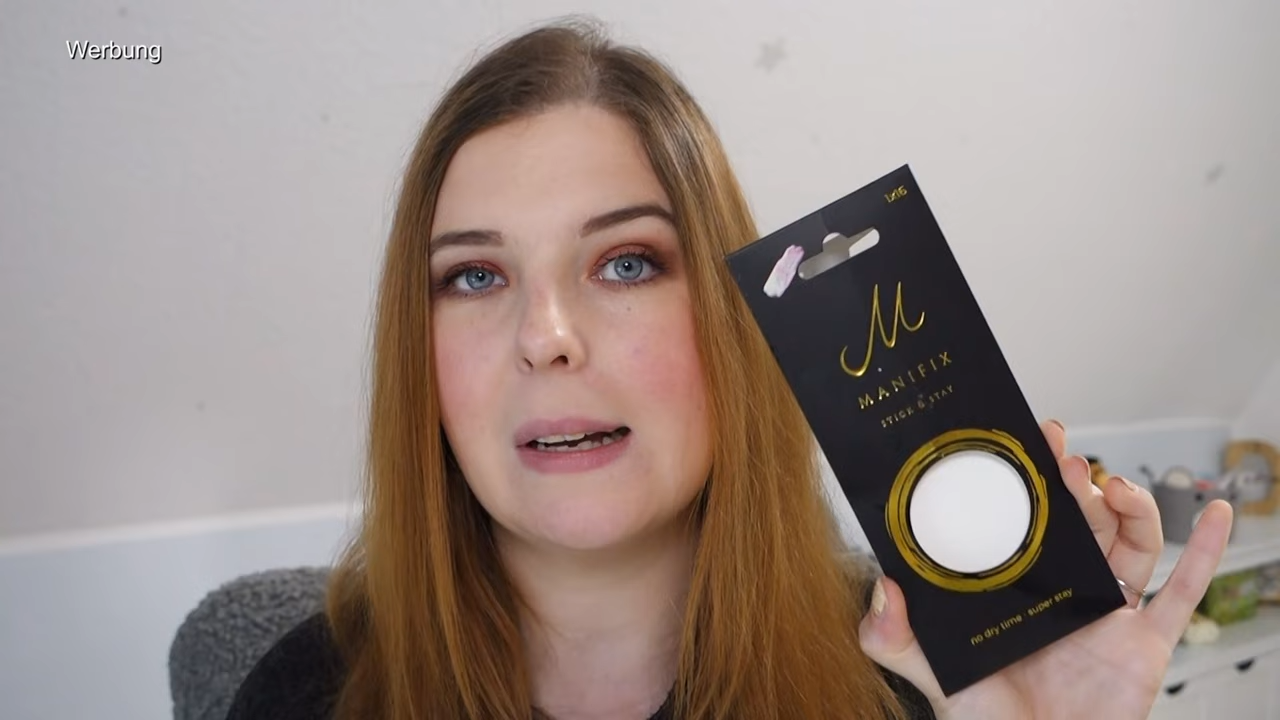 Werbung
1x16
M
MANIFIX
STICK & STAY
no dry time · super stay